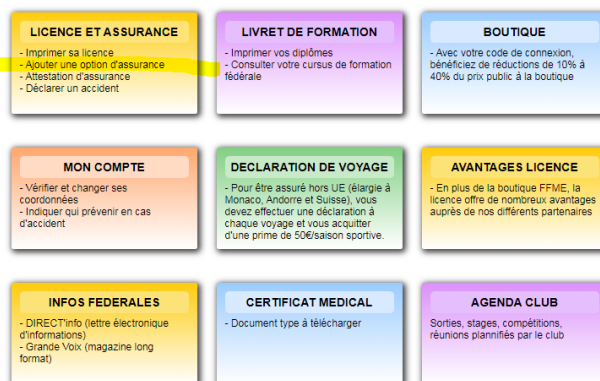 LICENCE ET ASSURANCE
- Imprimer sa licence
- Ajouter une option d'assurance
- Attestation d'assurance
- Déclarer un accident
LIVRET DE FORMATION
- Imprimer vos diplômes
- Consulter votre cursus de formation
fédérale
BOUTIQUE
- Avec votre code de connexion,
bénéficiez de réductions de 10% à
40% du prix public à la boutique
MON COMPTE
- Vérifier et changer ses
coordonnées
- Indiquer qui prévenir en cas
d'accident
DECLARATION DE VOYAGE
- Pour être assuré hors UE (élargie à
Monaco, Andorre et Suisse), vous
devez effectuer une déclaration à
chaque voyage et vous acquitter
d'une prime de 50€/saison sportive.
AVANTAGES LICENCE
- En plus de la boutique FFME, la
licence offre de nombreux avantages
auprès de nos différents partenaires
INFOS FEDERALES
- DIRECT'info (lettre électronique
d'informations)
- Grande Voix (magazine long
format)
CERTIFICAT MEDICAL
- Document type à télécharger
AGENDA CLUB
Sorties, stages, compétitions,
réunions plannifiés par le club